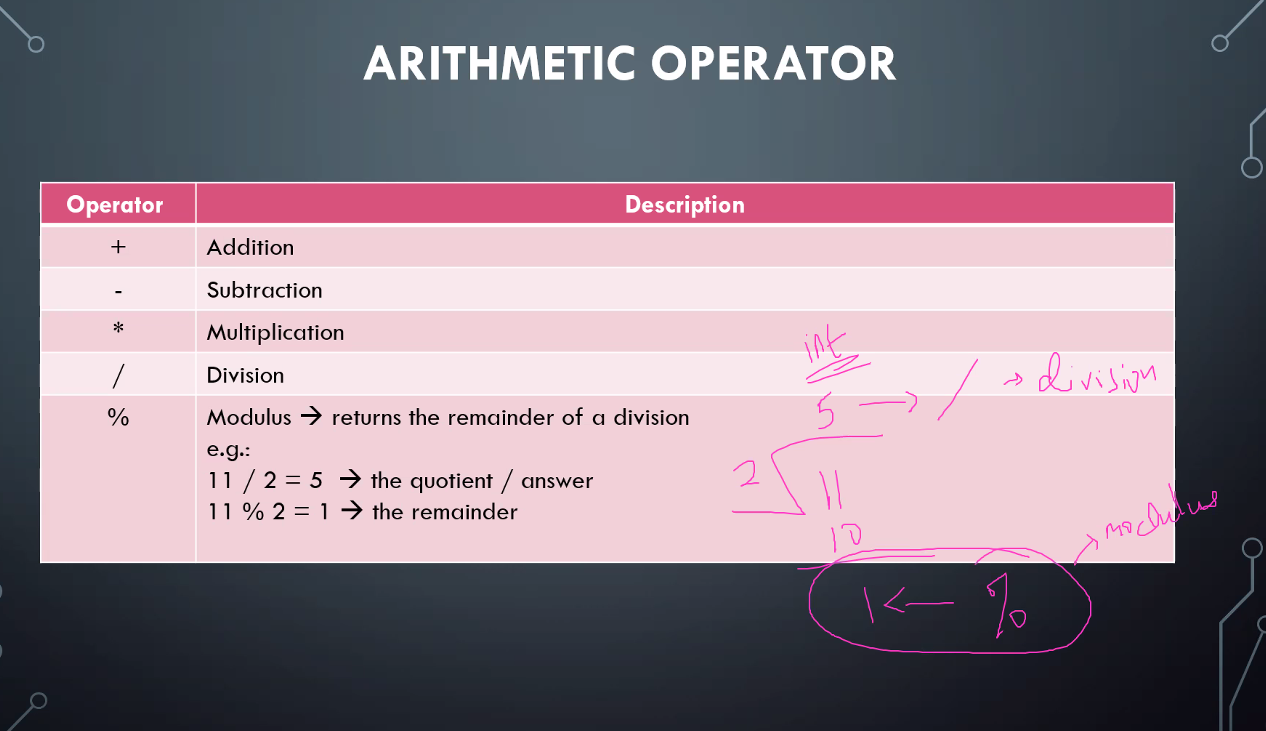 ARITHMETIC OPERATOR
Operator Description
+ Addition
- Subtraction
* Multiplication
/ Division
% Modulus → returns the remainder of a division
e.g.:
11 / 2 = 5 → the quotient / answer
11 % 2 = 1 → the remainder
int
5 → / → division
2 11
10
1 ← % → modulus